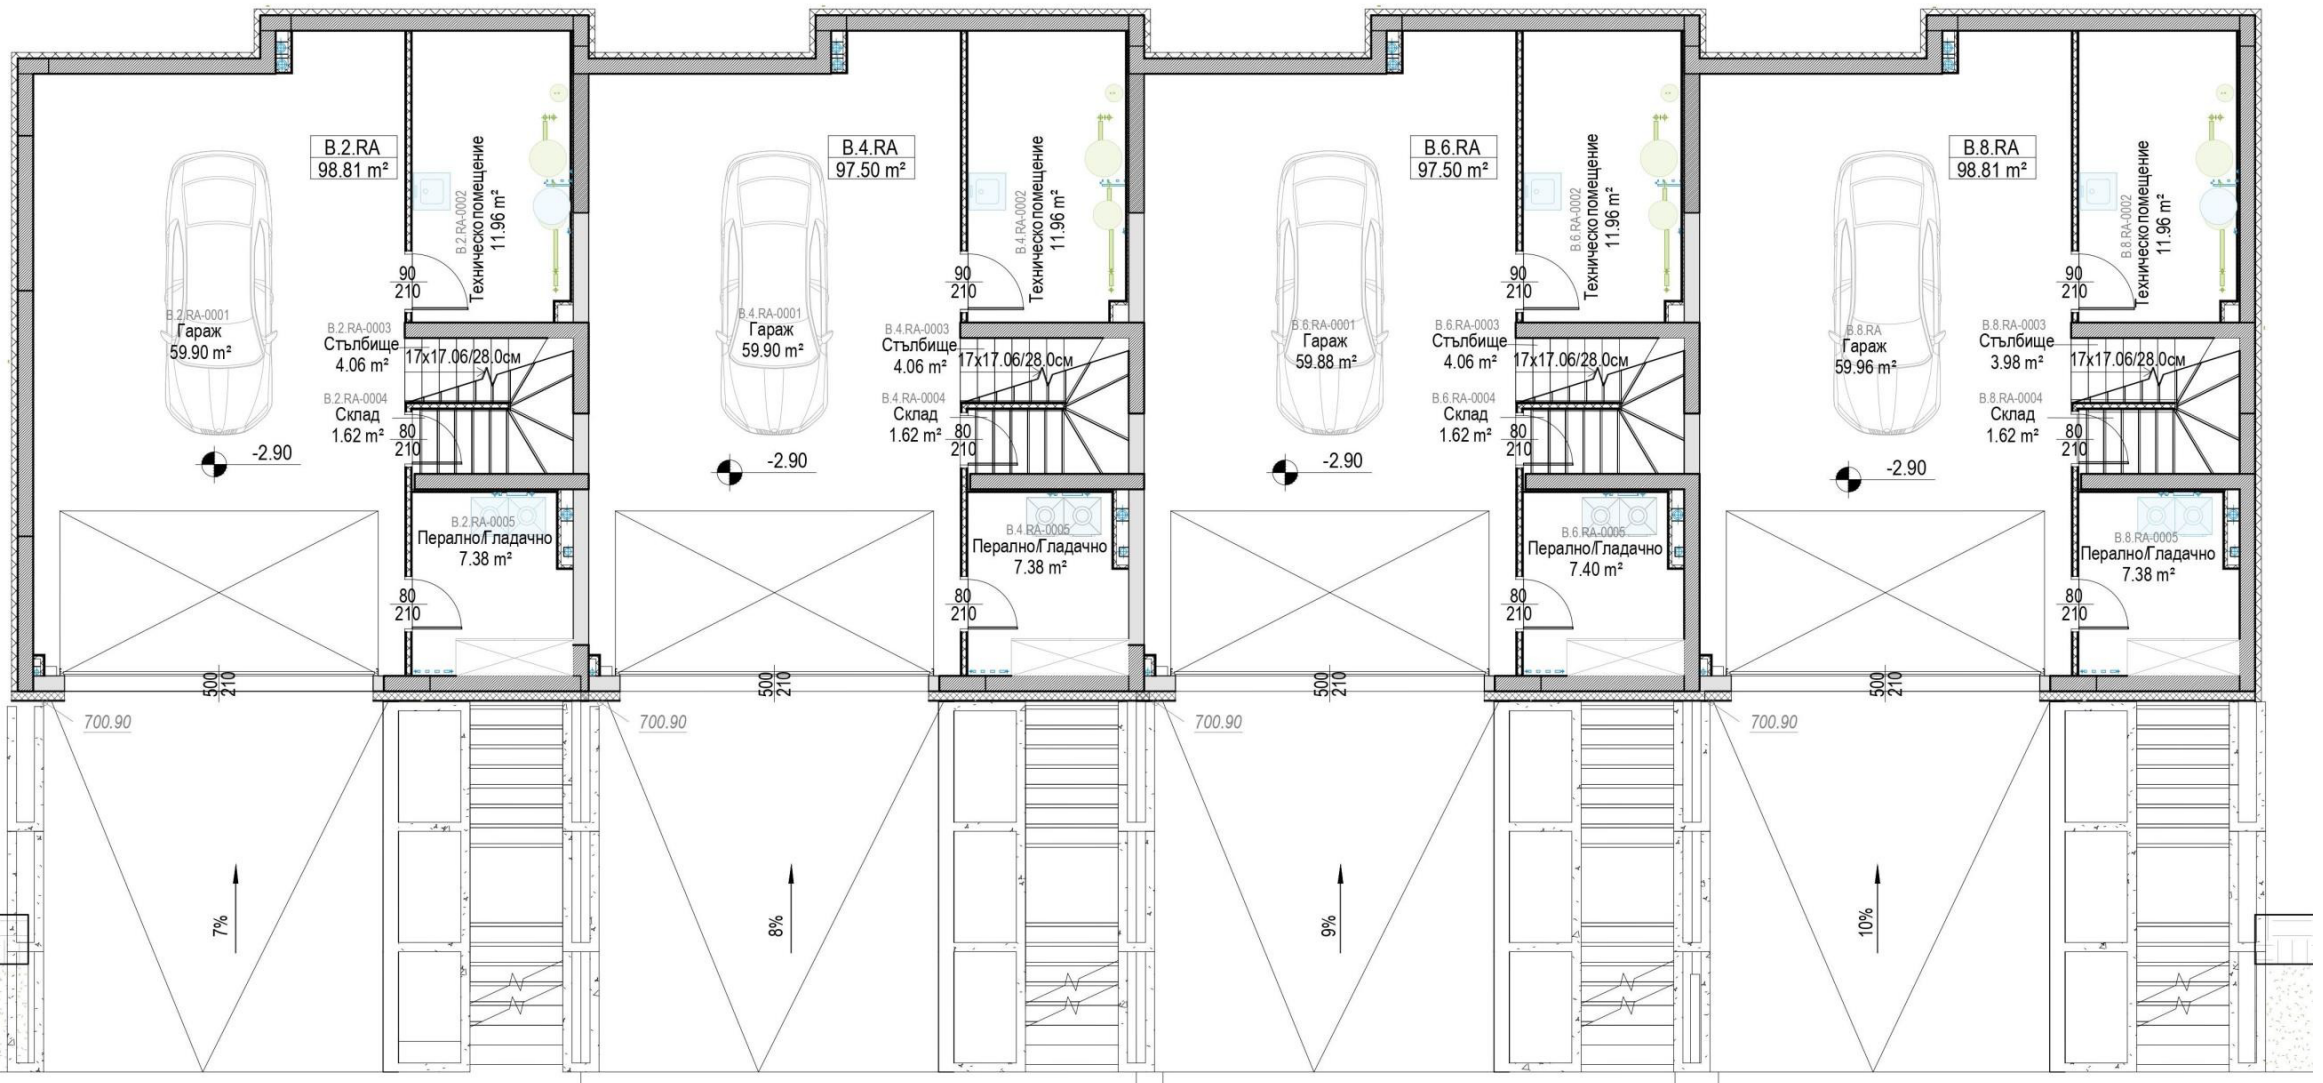 B.2.RA
98.81 m²
B.2.RA-0002
Техническо помещение
11.96 m²
90
210
B.2.RA-0001
Гараж
59.90 m²
B.2.RA-0003
Стълбище
4.06 m²
17x17.06/28.0см
B.2.RA-0004
Склад
1.62 m²
80
210
-2.90
B.2.RA-0005
Перално/Гладачно
7.38 m²
80
210
500
210
700.90
7%
B.4.RA
97.50 m²
B.4.RA-0002
Техническо помещение
11.96 m²
90
210
B.4.RA-0001
Гараж
59.90 m²
B.4.RA-0003
Стълбище
4.06 m²
17x17.06/28.0см
B.4.RA-0004
Склад
1.62 m²
80
210
-2.90
B.4.RA-0005
Перално/Гладачно
7.38 m²
80
210
500
210
700.90
8%
B.6.RA
97.50 m²
B.6.RA-0002
Техническо помещение
11.96 m²
90
210
B.6.RA-0001
Гараж
59.88 m²
B.6.RA-0003
Стълбище
4.06 m²
17x17.06/28.0см
B.6.RA-0004
Склад
1.62 m²
80
210
-2.90
B.6.RA-0005
Перално/Гладачно
7.40 m²
80
210
500
210
700.90
9%
B.8.RA
98.81 m²
B.8.RA-0002
Техническо помещение
11.96 m²
90
210
B.8.RA
Гараж
59.96 m²
B.8.RA-0003
Стълбище
3.98 m²
17x17.06/28.0см
B.8.RA-0004
Склад
1.62 m²
80
210
-2.90
B.8.RA-0005
Перално/Гладачно
7.38 m²
80
210
500
210
700.90
10%